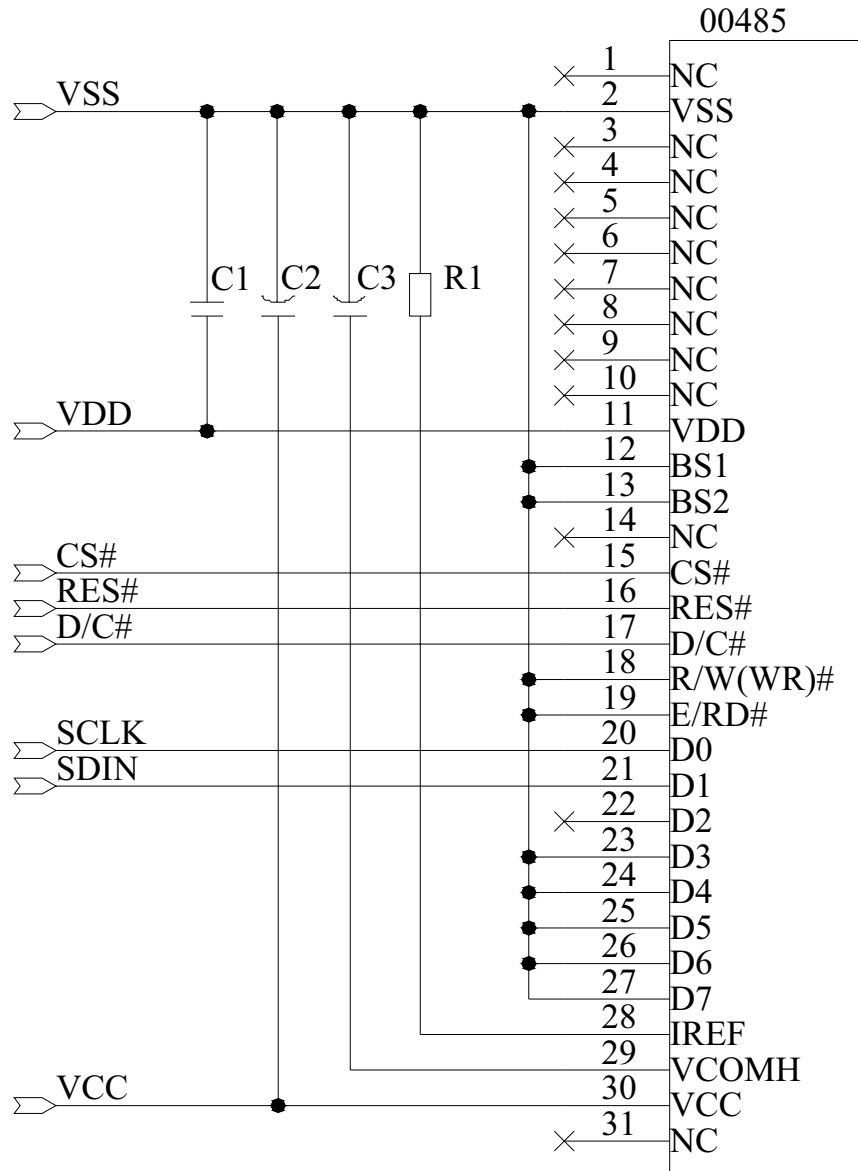 00485
1 NC
VSS 2 VSS
3 NC
4 NC
5 NC
6 NC
C1 C2 C3 R1 7 NC
8 NC
9 NC
10 NC
VDD 11 VDD
12 BS1
13 BS2
14 NC
CS# 15 CS#
RES# 16 RES#
D/C# 17 D/C#
18 R/W(WR)#
19 E/RD#
SCLK 20 D0
SDIN 21 D1
22 D2
23 D3
24 D4
25 D5
26 D6
27 D7
28 IREF
29 VCOMH
VCC 30 VCC
31 NC